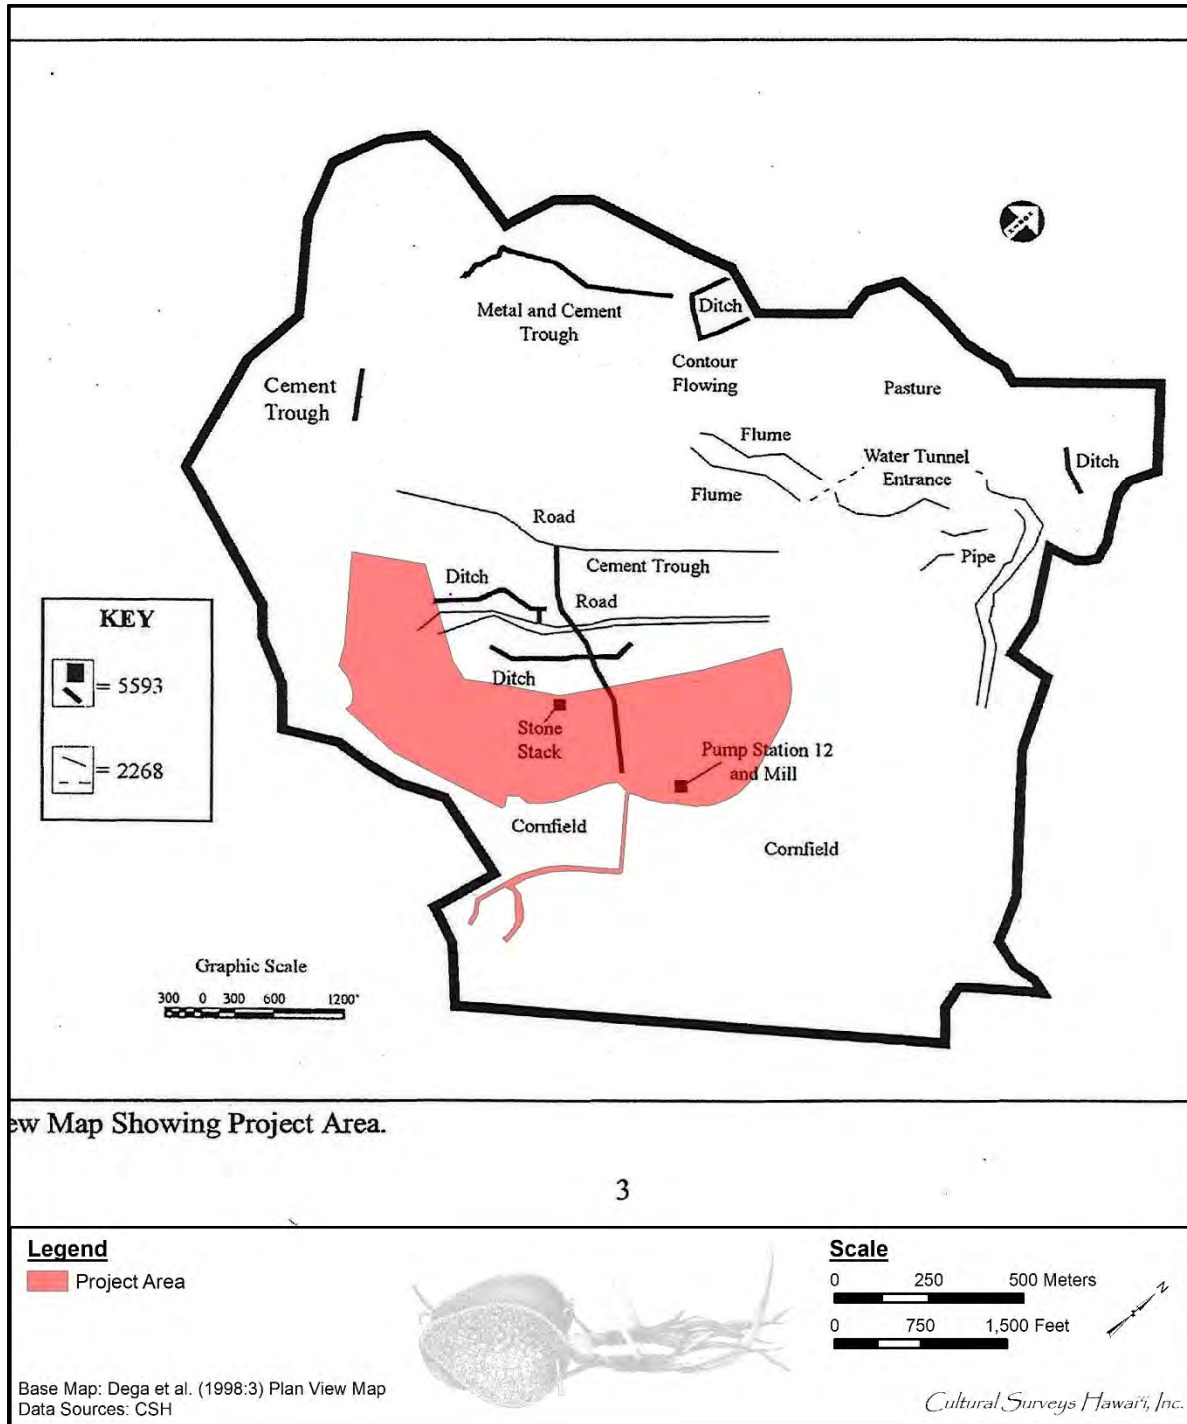 NORTH
Metal and Cement
Trough
Ditch
Contour
Flowing
Pasture
Cement
Trough
Flume
Water Tunnel
Entrance
Ditch
Flume
Road
Pipe
Cement Trough
Ditch
Road
KEY
= 5593
= 2268
Ditch
Stone
Stack
Pump Station 12
and Mill
Cornfield
Cornfield
Graphic Scale
300 0 300 600 1200'
ew Map Showing Project Area.
3
Legend
Project Area
Scale
0 250 500 Meters
0 750 1,500 Feet
N
Base Map: Dega et al. (1998:3) Plan View Map
Data Sources: CSH
Cultural Surveys Hawai‘i, Inc.